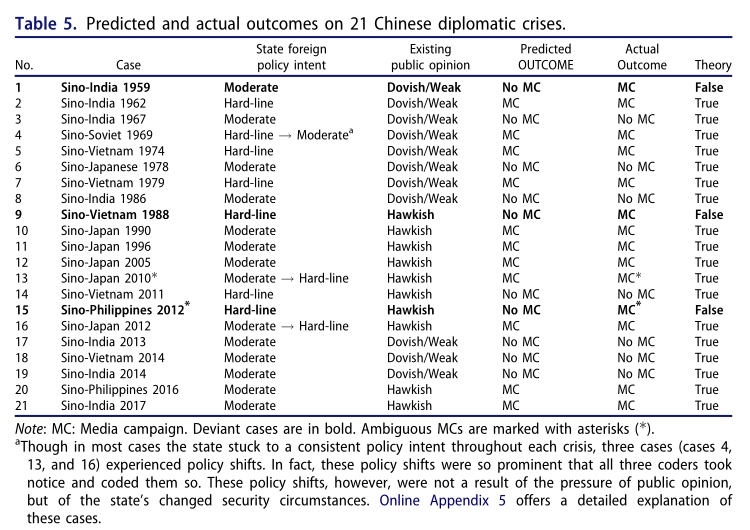 Table 5. Predicted and actual outcomes on 21 Chinese diplomatic crises.
No. Case State foreign policy intent Existing public opinion Predicted OUTCOME Actual Outcome Theory
1 Sino-India 1959 Moderate Dovish/Weak No MC MC False
2 Sino-India 1962 Hard-line Dovish/Weak MC MC True
3 Sino-India 1967 Moderate Dovish/Weak No MC No MC True
4 Sino-Soviet 1969 Hard-line → Moderateᵃ Dovish/Weak MC MC True
5 Sino-Vietnam 1974 Hard-line Dovish/Weak MC MC True
6 Sino-Japanese 1978 Moderate Dovish/Weak No MC No MC True
7 Sino-Vietnam 1979 Hard-line Dovish/Weak MC MC True
8 Sino-India 1986 Moderate Dovish/Weak No MC No MC True
9 Sino-Vietnam 1988 Hard-line Hawkish No MC MC False
10 Sino-Japan 1990 Moderate Hawkish MC MC True
11 Sino-Japan 1996 Moderate Hawkish MC MC True
12 Sino-Japan 2005 Moderate Hawkish MC MC True
13 Sino-Japan 2010* Moderate → Hard-line Hawkish MC MC* True
14 Sino-Vietnam 2011 Hard-line Hawkish No MC No MC True
15 Sino-Philippines 2012* Hard-line Hawkish No MC MC* False
16 Sino-Japan 2012 Moderate → Hard-line Hawkish MC MC True
17 Sino-India 2013 Moderate Dovish/Weak No MC No MC True
18 Sino-Vietnam 2014 Moderate Dovish/Weak No MC No MC True
19 Sino-India 2014 Moderate Dovish/Weak No MC No MC True
20 Sino-Philippines 2016 Moderate Hawkish MC MC True
21 Sino-India 2017 Moderate Hawkish MC MC True
Note: MC: Media campaign. Deviant cases are in bold. Ambiguous MCs are marked with asterisks (*).
ᵃThough in most cases the state stuck to a consistent policy intent throughout each crisis, three cases (cases 4,
13, and 16) experienced policy shifts. In fact, these policy shifts were so prominent that all three coders took
notice and coded them so. These policy shifts, however, were not a result of the pressure of public opinion,
but of the state's changed security circumstances. Online Appendix 5 offers a detailed explanation of
these cases.